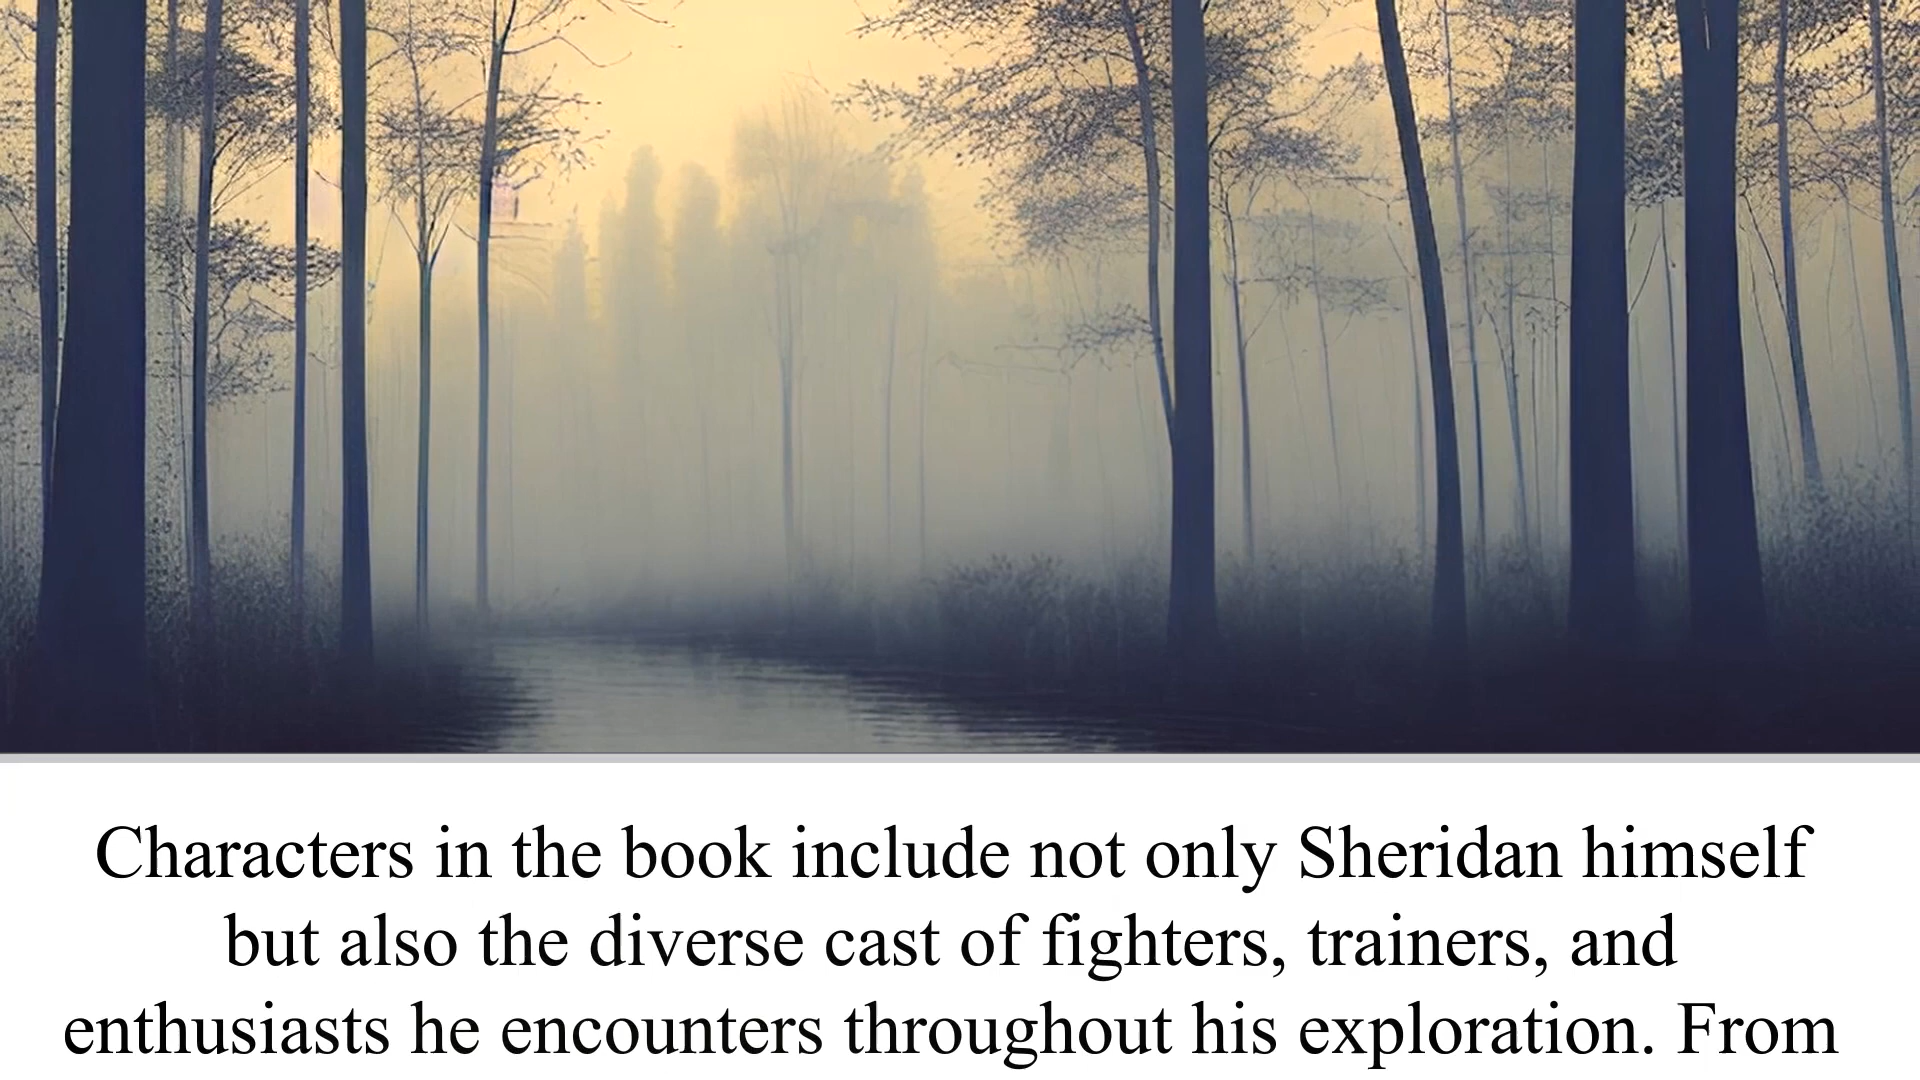 Characters in the book include not only Sheridan himself
but also the diverse cast of fighters, trainers, and
enthusiasts he encounters throughout his exploration. From